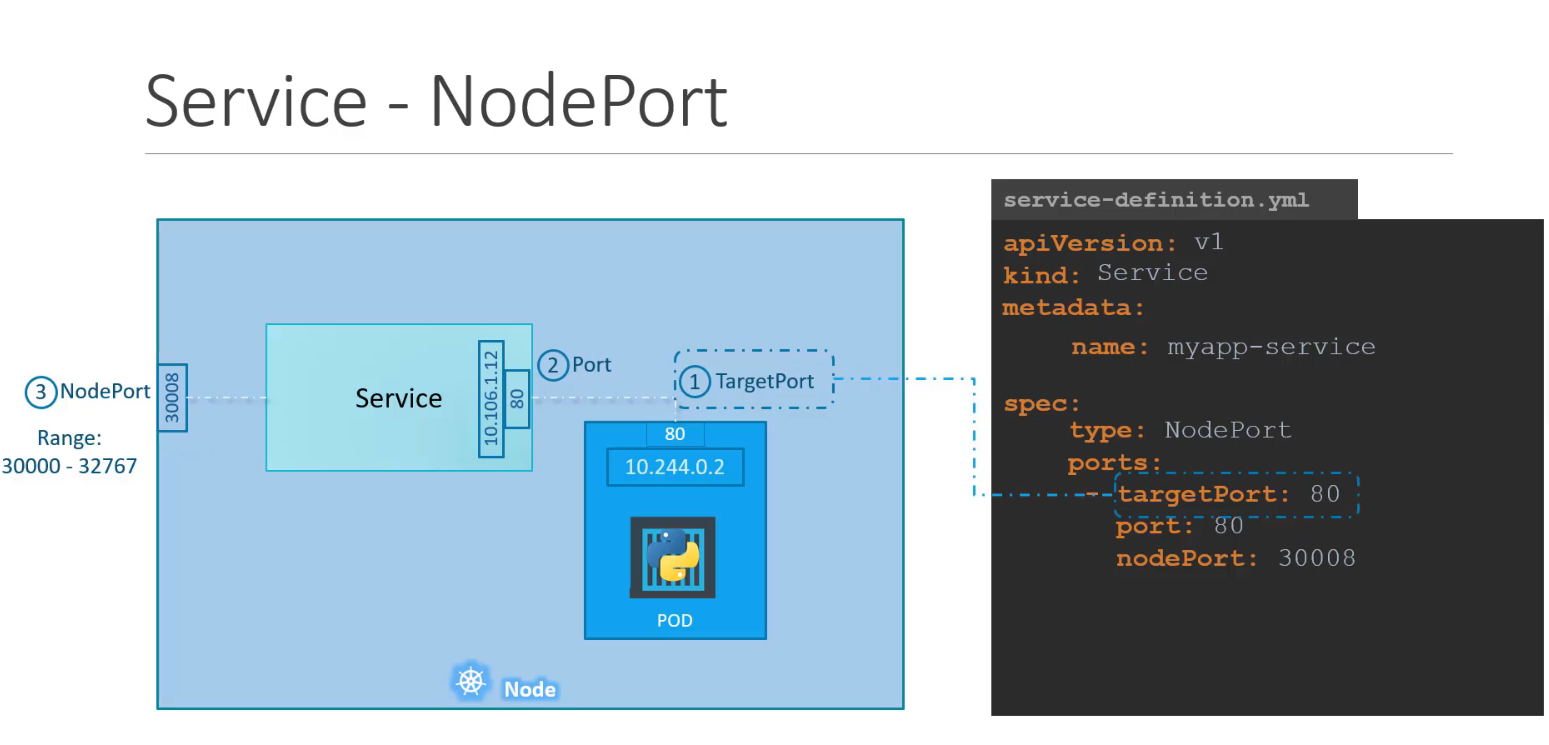 Service - NodePort
3 NodePort
Range:
30000 - 32767
30008
Service
10.106.1.12
80
2 Port
1 TargetPort
80
10.244.0.2
POD
Node
service-definition.yml
apiVersion: v1
kind: Service
metadata:
name: myapp-service
spec:
type: NodePort
ports:
- targetPort: 80
port: 80
nodePort: 30008